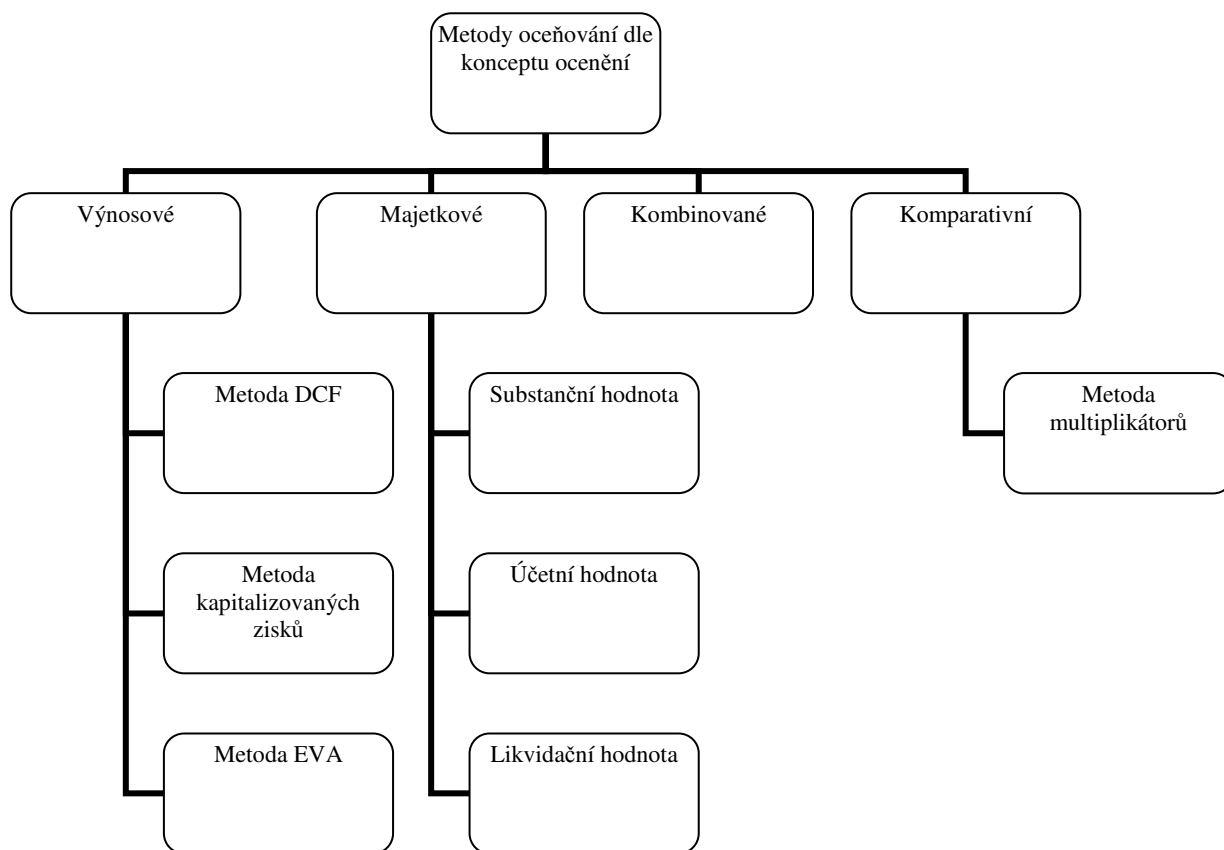 Metody oceňování dle
konceptu ocenění
Výnosové
Majetkové
Kombinované
Komparativní
Metoda DCF
Substanční hodnota
Metoda
multiplikátorů
Metoda
kapitalizovaných
zisků
Účetní hodnota
Metoda EVA
Likvidační hodnota